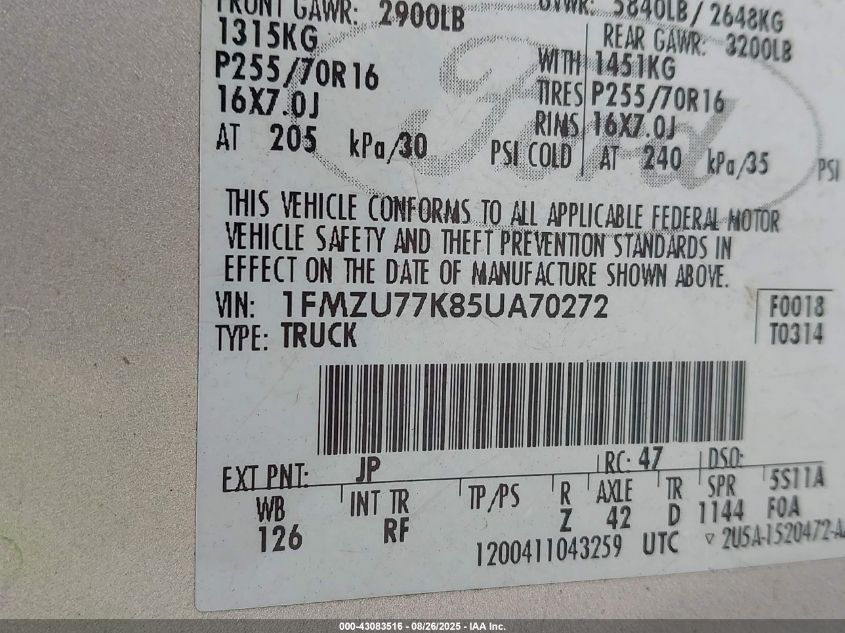 FRONT GAWR: 2900LB GVWR: 5840LB / 2648KG
1315KG REAR GAWR: 3200LB
P255/70R16 WITH 1451KG
16X7.0J TIRES P255/70R16
AT 205 kPa/30 RIMS 16X7.0J
PSI COLD AT 240 kPa/35 PSI
Ford
THIS VEHICLE CONFORMS TO ALL APPLICABLE FEDERAL MOTOR
VEHICLE SAFETY AND THEFT PREVENTION STANDARDS IN
EFFECT ON THE DATE OF MANUFACTURE SHOWN ABOVE.
VIN: 1FMZU77K85UA70272 F0018
TYPE: TRUCK T0314
EXT PNT: JP RC: 47 DSO:
WB INT TR TP/PS R AXLE TR SPR 5S11A
126 RF Z 42 D 1144 F0A
1200411043259 UTC ▽ 2U5A-1520472-A
000-43083516 - 08/26/2025 - IAA Inc.